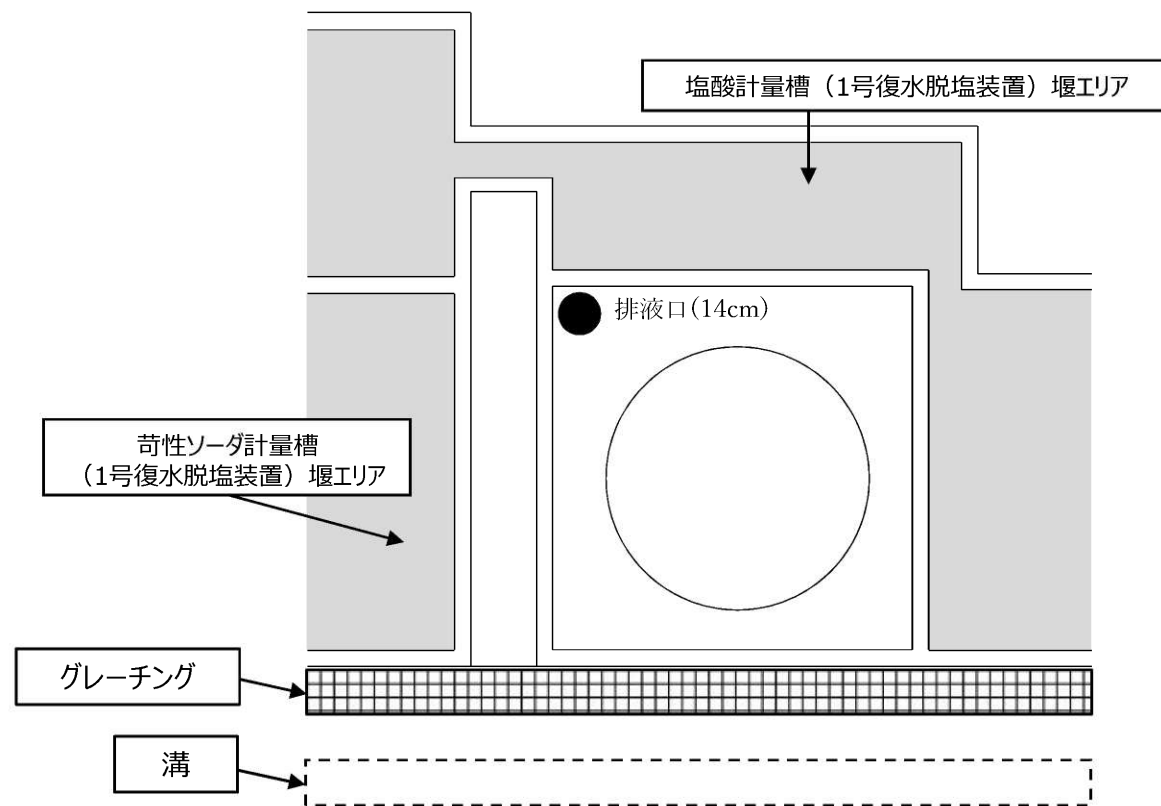 塩酸計量槽（1号復水脱塩装置）堰エリア
排液口(14cm)
苛性ソーダ計量槽
（1号復水脱塩装置）堰エリア
グレーチング
溝